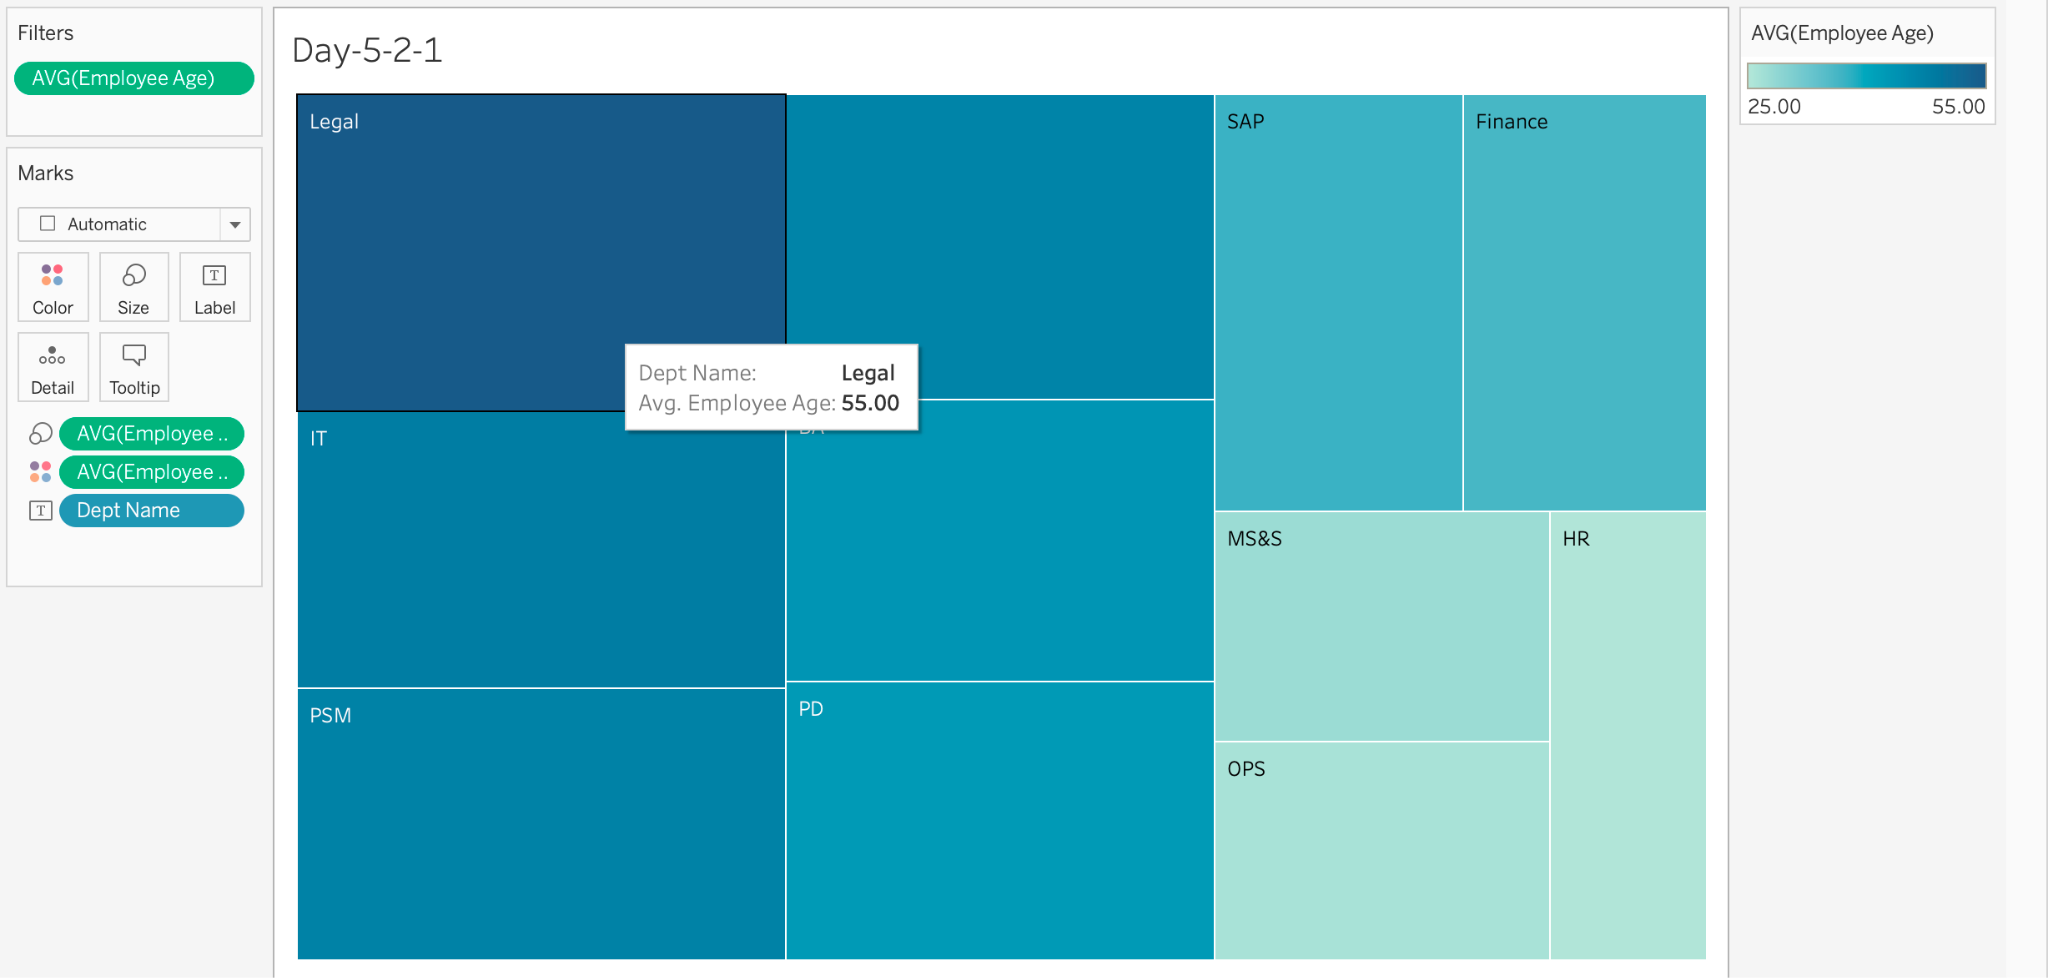 Filters
AVG(Employee Age)
Marks
Automatic
Color
Size
Label
Detail
Tooltip
AVG(Employee ..
AVG(Employee ..
Dept Name
Day-5-2-1
Legal
SAP
Finance
Dept Name: Legal
Avg. Employee Age: 55.00
IT
MS&S
HR
PSM
PD
OPS
AVG(Employee Age)
25.00
55.00